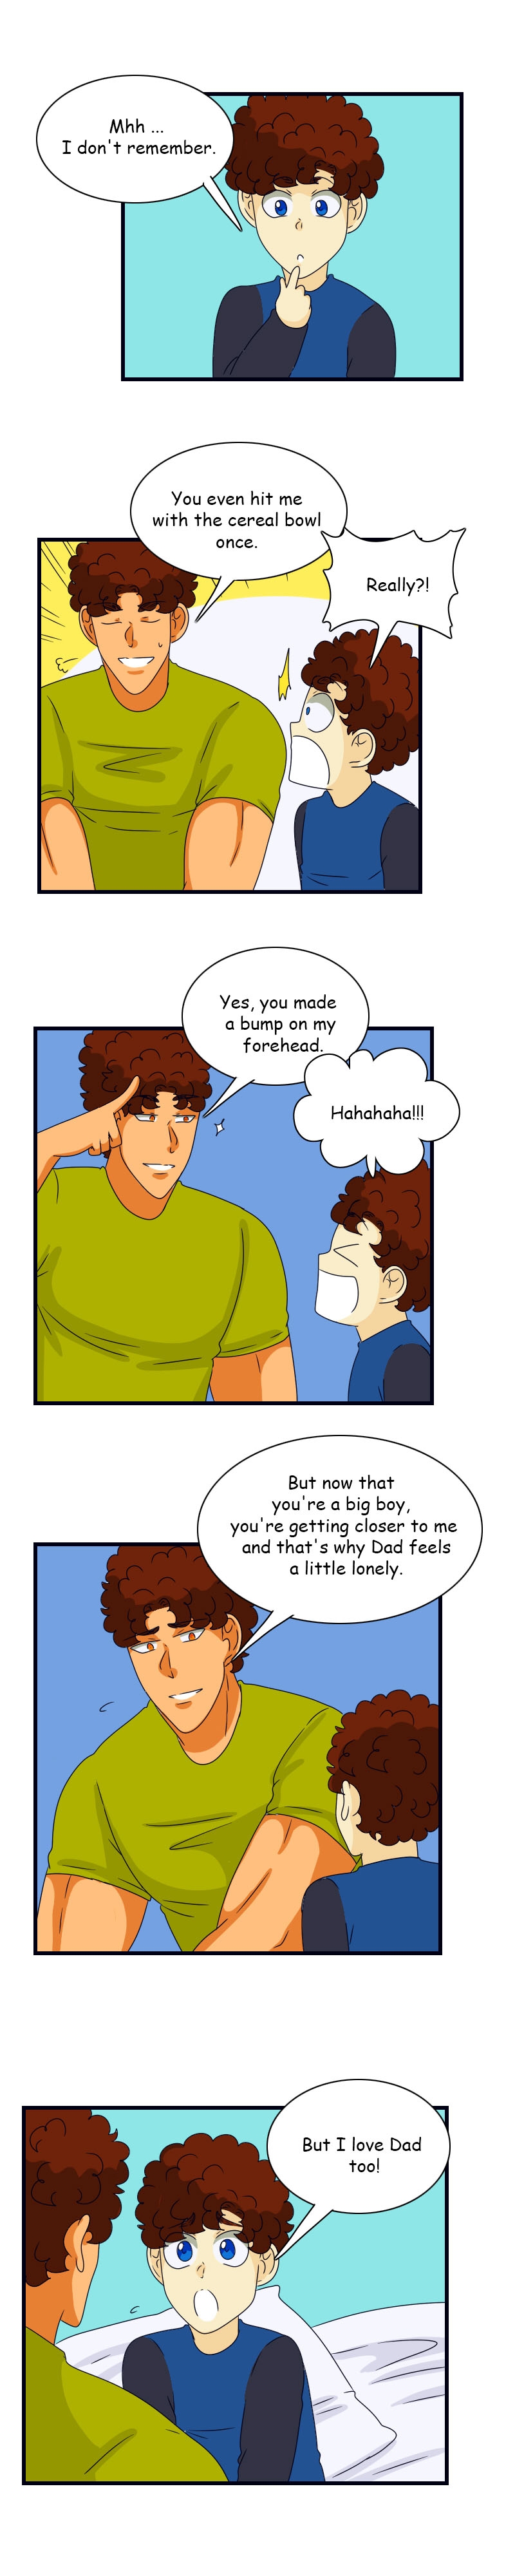 Mhh ...
I don't remember.
You even hit me
with the cereal bowl
once.
Really?!
Yes, you made
a bump on my
forehead.
Hahahaha!!!
But now that
you're a big boy,
you're getting closer to me
and that's why Dad feels
a little lonely.
But I love Dad
too!